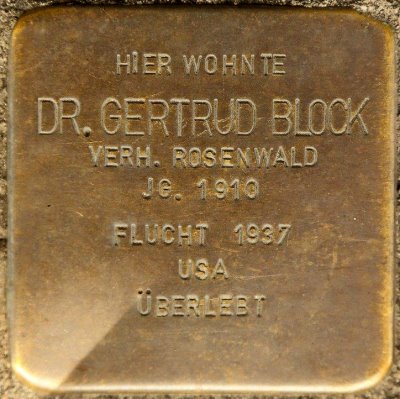 HIER WOHNTE
DR. GERTRUD BLOCK
VERH. ROSENWALD
JG. 1910
FLUCHT 1937
USA
ÜBERLEBT